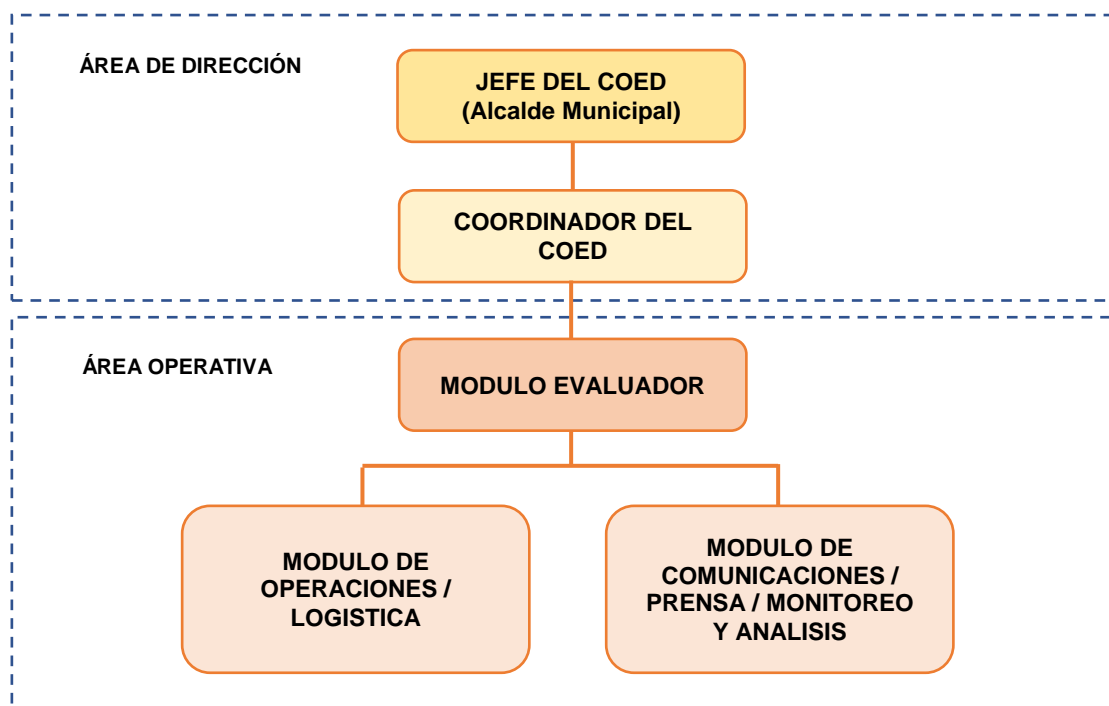 ÁREA DE DIRECCIÓN
JEFE DEL COED
(Alcalde Municipal)
COORDINADOR DEL
COED
ÁREA OPERATIVA
MODULO EVALUADOR
MODULO DE
OPERACIONES /
LOGISTICA
MODULO DE
COMUNICACIONES /
PRENSA / MONITOREO
Y ANALISIS